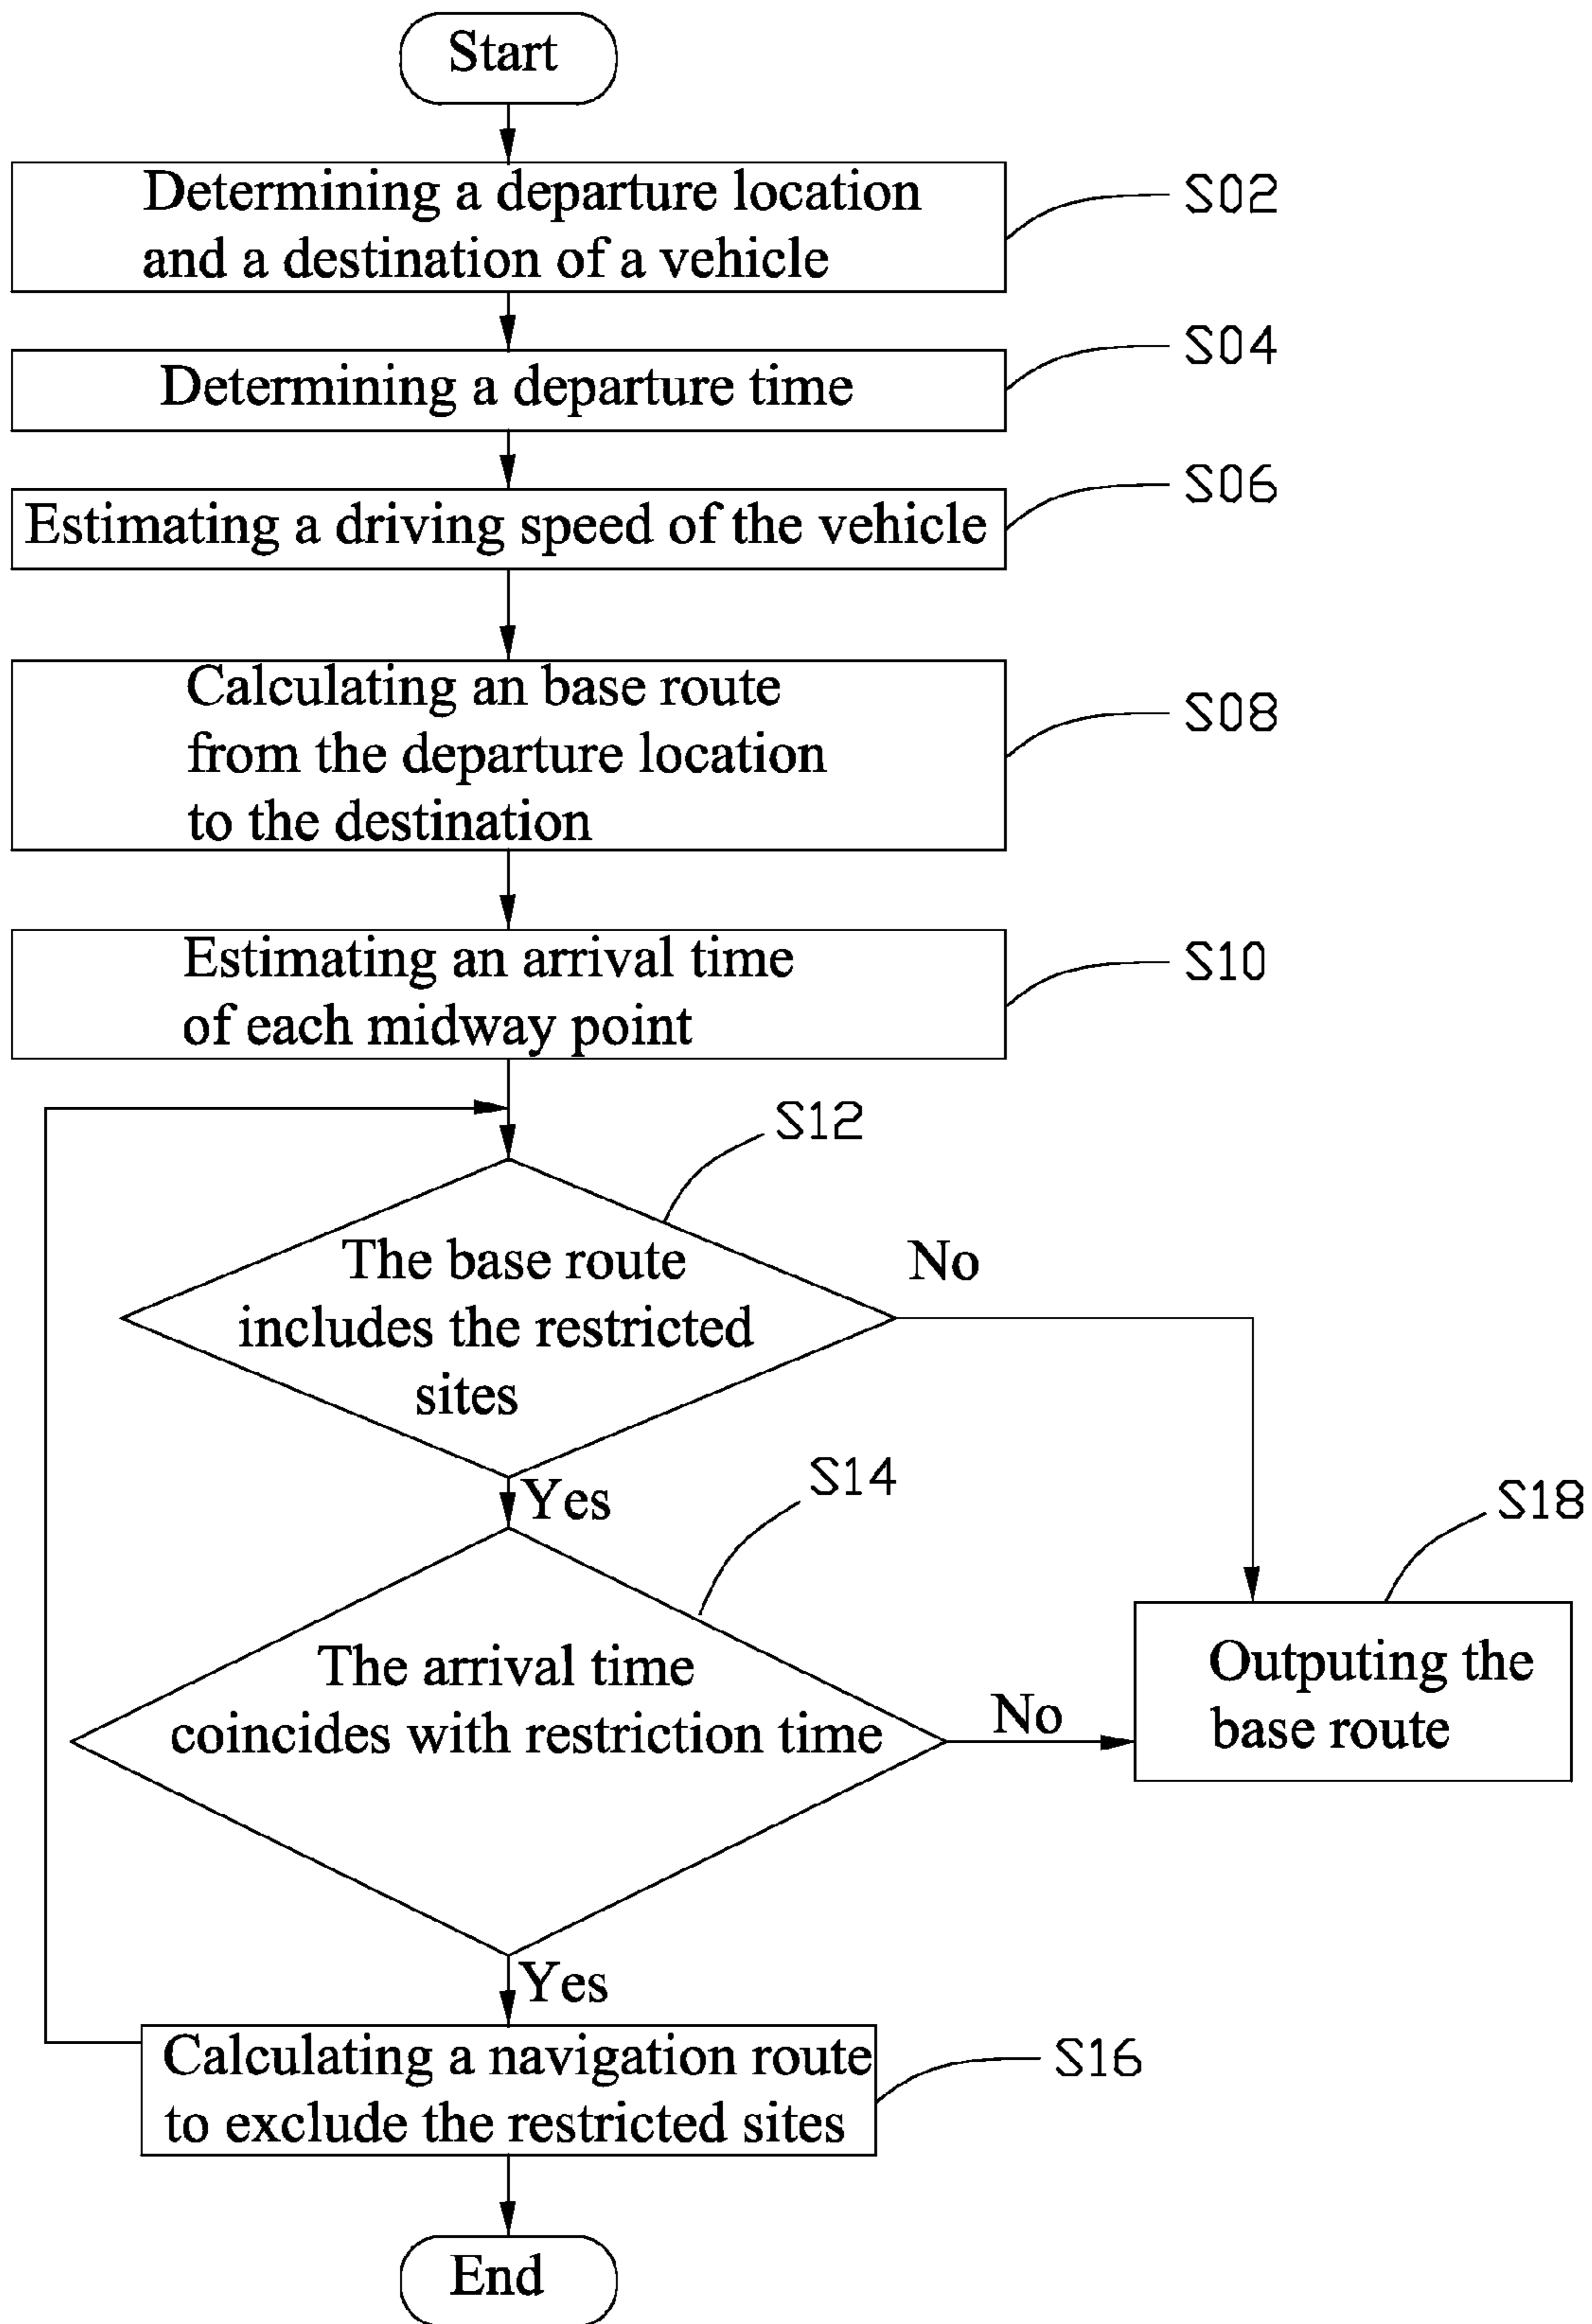 Start
Determining a departure location
and a destination of a vehicle
S02
Determining a departure time
S04
Estimating a driving speed of the vehicle
S06
Calculating an base route
from the departure location
to the destination
S08
Estimating an arrival time
of each midway point
S10
S12
The base route
includes the restricted
sites
No
Yes
S14
S18
The arrival time
coincides with restriction time
No
Outputing the
base route
Yes
Calculating a navigation route
to exclude the restricted sites
S16
End